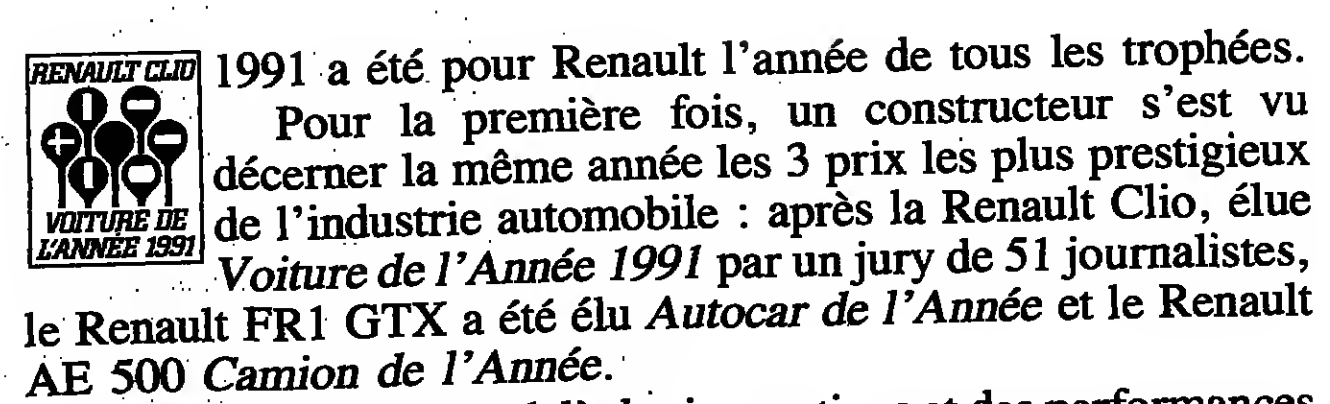 RENAULT CLIO
VOITURE DE
L'ANNÉE 1991
1991 a été pour Renault l'année de tous les trophées.
Pour la première fois, un constructeur s'est vu
décerner la même année les 3 prix les plus prestigieux
de l'industrie automobile : après la Renault Clio, élue
Voiture de l'Année 1991 par un jury de 51 journalistes,
le Renault FR1 GTX a été élu Autocar de l'Année et le Renault
AE 500 Camion de l'Année.
et des performances